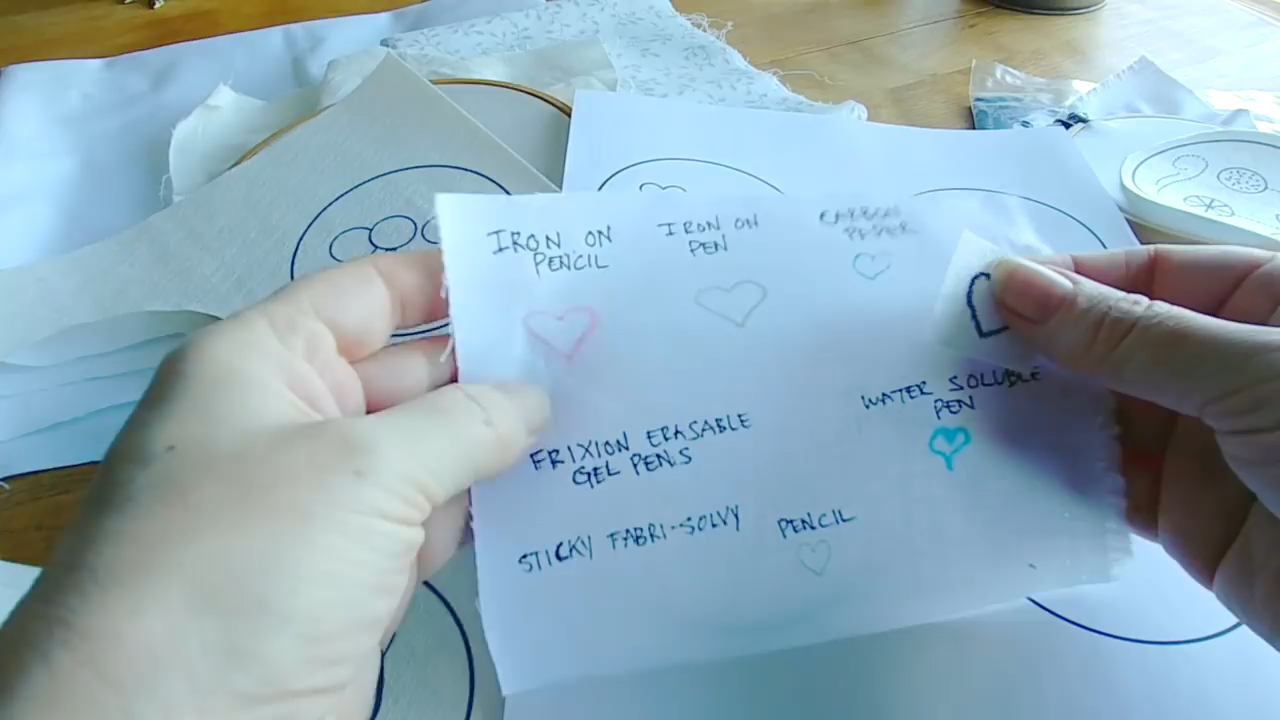 IRON ON
PENCIL
IRON ON
PEN
CARBON
PAPER
WATER SOLUBLE
PEN
FRIXION ERASABLE
GEL PENS
STICKY FABRI-SOLVY
PENCIL